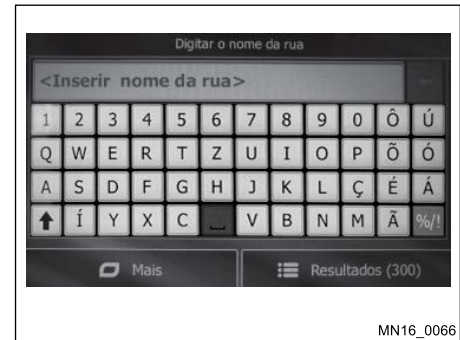 Digitar o nome da rua
<Inserir nome da rua>
1 2 3 4 5 6 7 8 9 0 Ô Ú
Q W E R T Z U I O P Õ Ó
A S D F G H J K L Ç É Á
Í Y X C V B N M Ã %/!
Mais Resultados (300)
MN16_0066